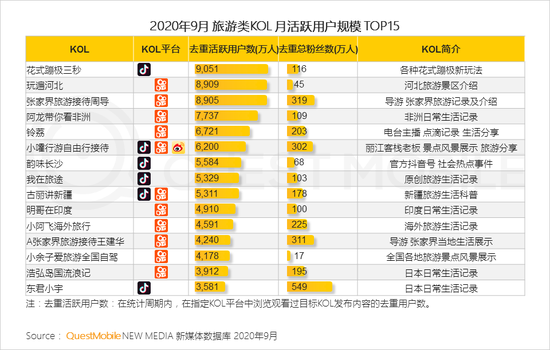 2020年9月 旅游类KOL 月活跃用户规模 TOP15
KOL KOL平台 去重活跃用户数(万人) 去重总粉丝数(万人) KOL简介
花式蹦极三秒 9,051 116 各种花式蹦极新玩法
玩遍河北 8,909 45 河北旅游景区介绍
张家界旅游接待周导 8,905 319 导游 张家界旅游记录及介绍
阿龙带你看非洲 7,737 109 非洲日常生活记录
铃荔 6,721 203 电台主播 点滴记录 生活分享
小曈行游自由行接待 6,200 302 丽江客栈老板 景点风景展示 旅游分享
韵味长沙 5,584 68 官方抖音号 社会热点事件
我在旅途 5,329 103 原创旅游生活记录
古丽讲新疆 5,311 178 新疆旅游生活科普
明哥在印度 4,910 100 印度日常生活记录
小阿飞海外旅行 4,591 225 海外旅游生活记录
A张家界旅游接待王建华 4,240 311 导游 张家界当地生活展示
小余子爱旅游全国自驾 4,178 17 全国各地旅游景点风景展示
浩弘岛国流浪记 3,912 195 日本日常生活记录
东君小宇 3,581 549 日本日常生活记录
注：去重活跃用户数：在统计周期内，在指定KOL平台中浏览观看过目标KOL发布内容的去重用户数。
Source： QuestMobile NEW MEDIA 新媒体数据库 2020年9月
QUESTMOBILE